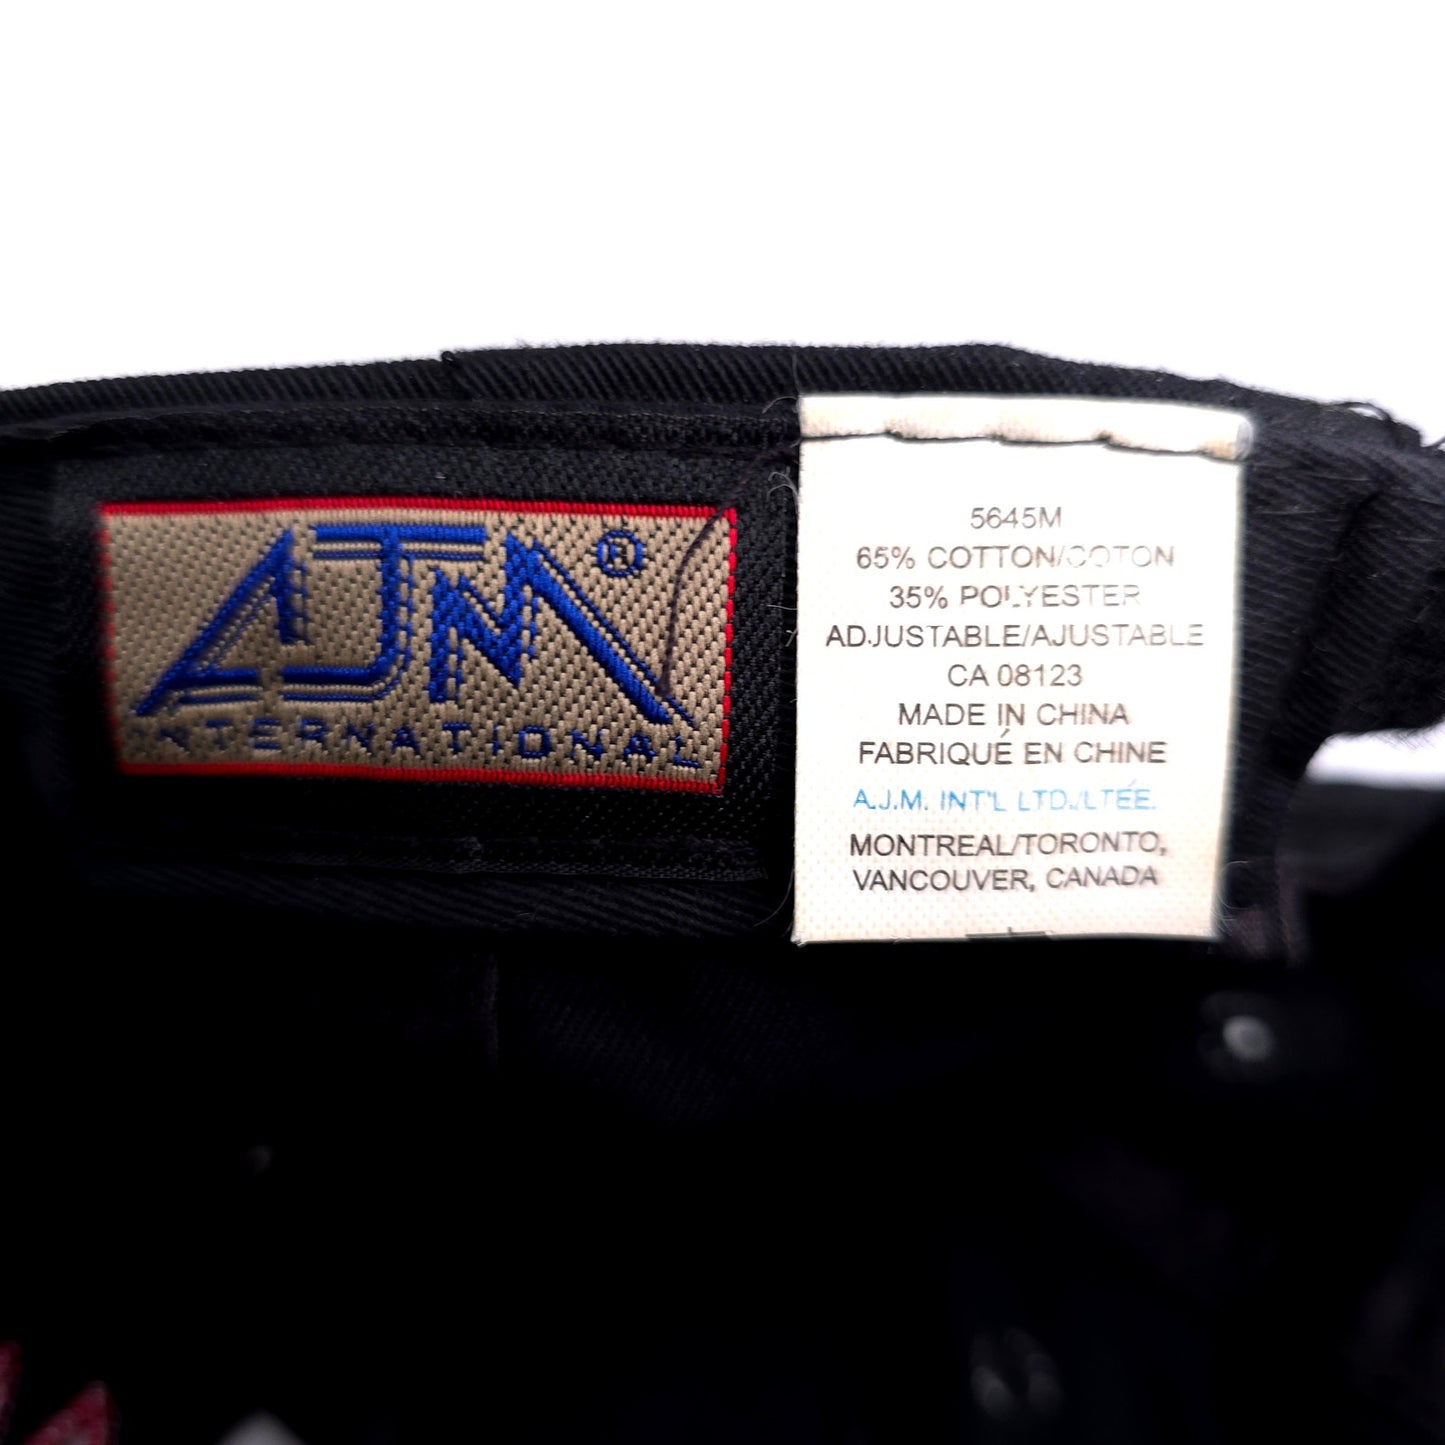 AJM®
INTERNATIONAL
5645M
65% COTTON/COTON
35% POLYESTER
ADJUSTABLE/AJUSTABLE
CA 08123
MADE IN CHINA
FABRIQUÉ EN CHINE
A.J.M. INT'L LTD./LTÉE.
MONTREAL/TORONTO,
VANCOUVER, CANADA